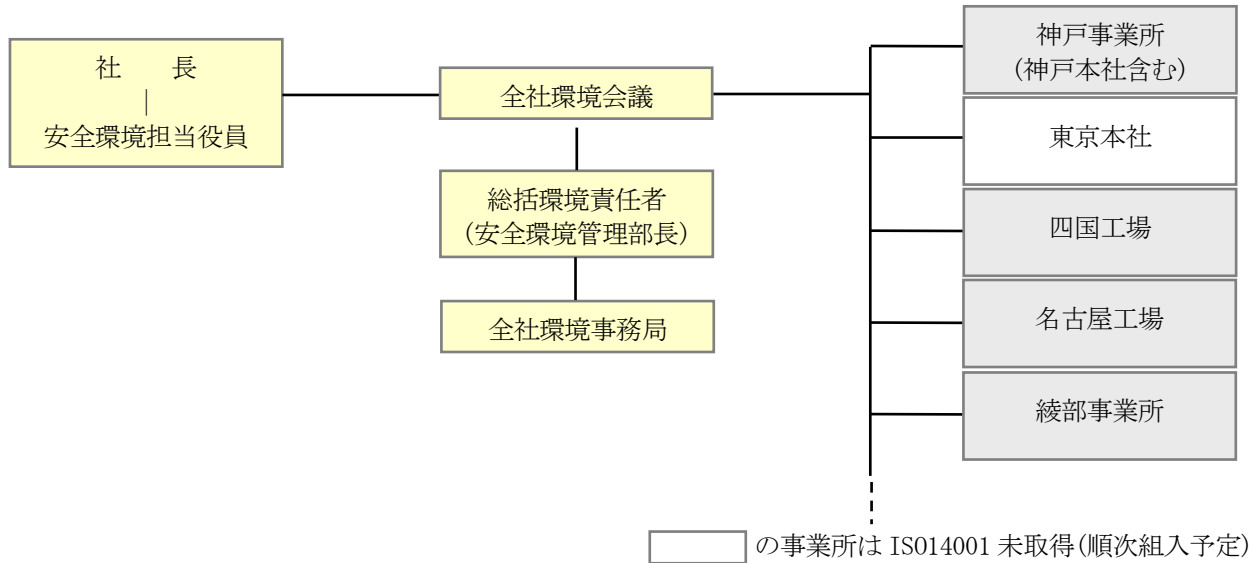 社　長
｜
安全環境担当役員
全社環境会議
総括環境責任者
(安全環境管理部長)
全社環境事務局
神戸事業所
(神戸本社含む)
東京本社
四国工場
名古屋工場
綾部事業所
の事業所は ISO14001 未取得(順次組入予定)